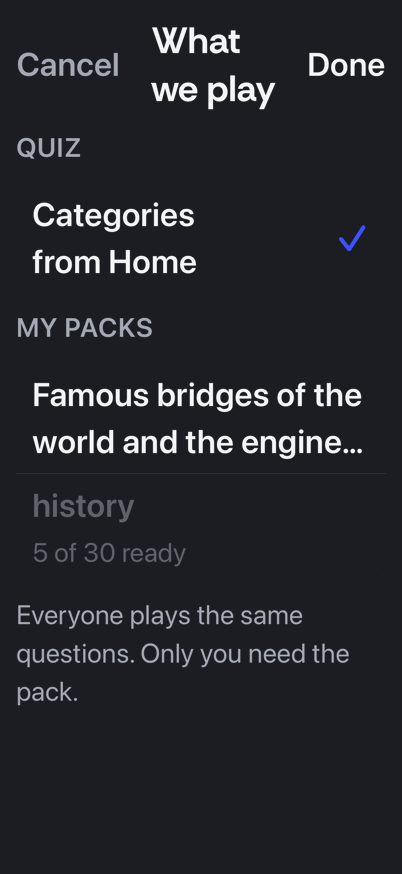 Cancel
What
we play
Done
QUIZ
Categories
from Home
MY PACKS
Famous bridges of the
world and the engine...
history
5 of 30 ready
Everyone plays the same
questions. Only you need the
pack.